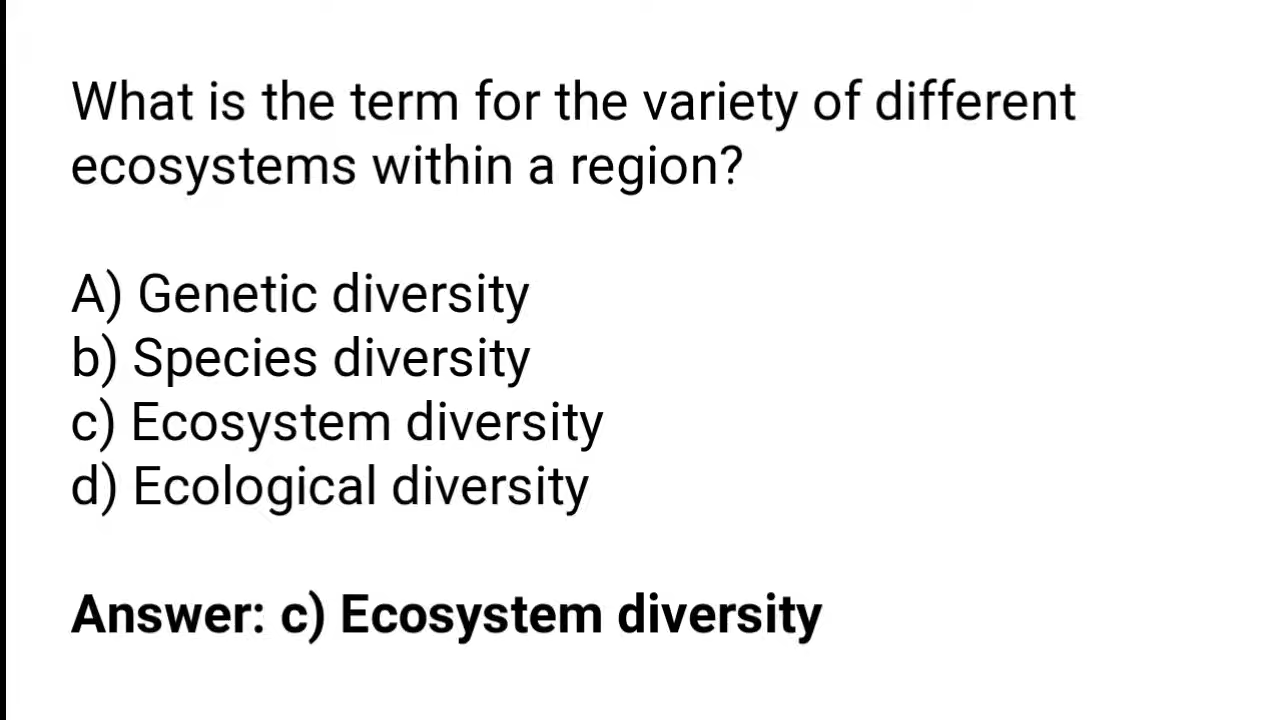 What is the term for the variety of different
ecosystems within a region?
A) Genetic diversity
b) Species diversity
c) Ecosystem diversity
d) Ecological diversity
Answer: c) Ecosystem diversity